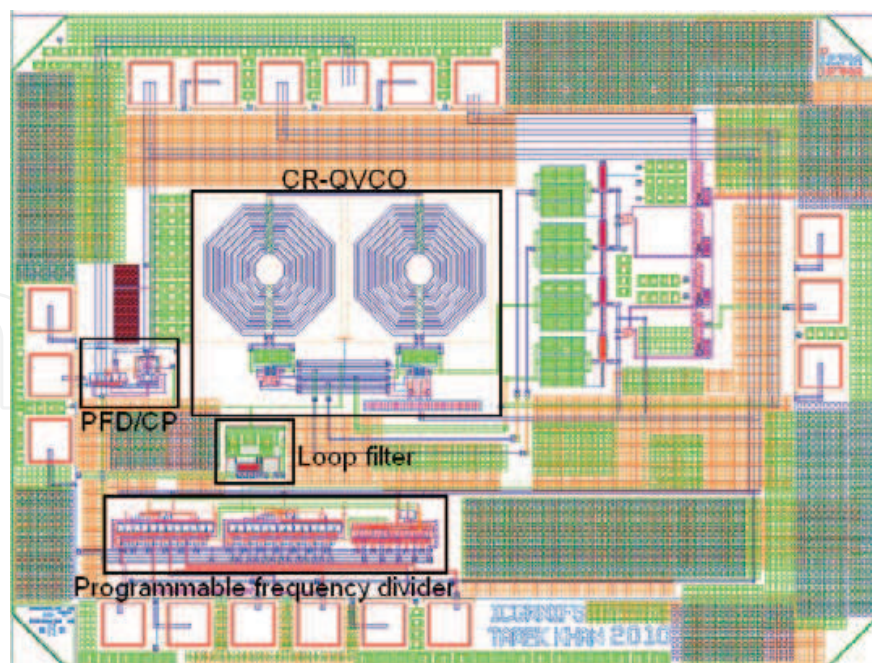 CR-QVCO
PFD/CP
Loop filter
Programmable frequency divider
TAREK KHAN 2010